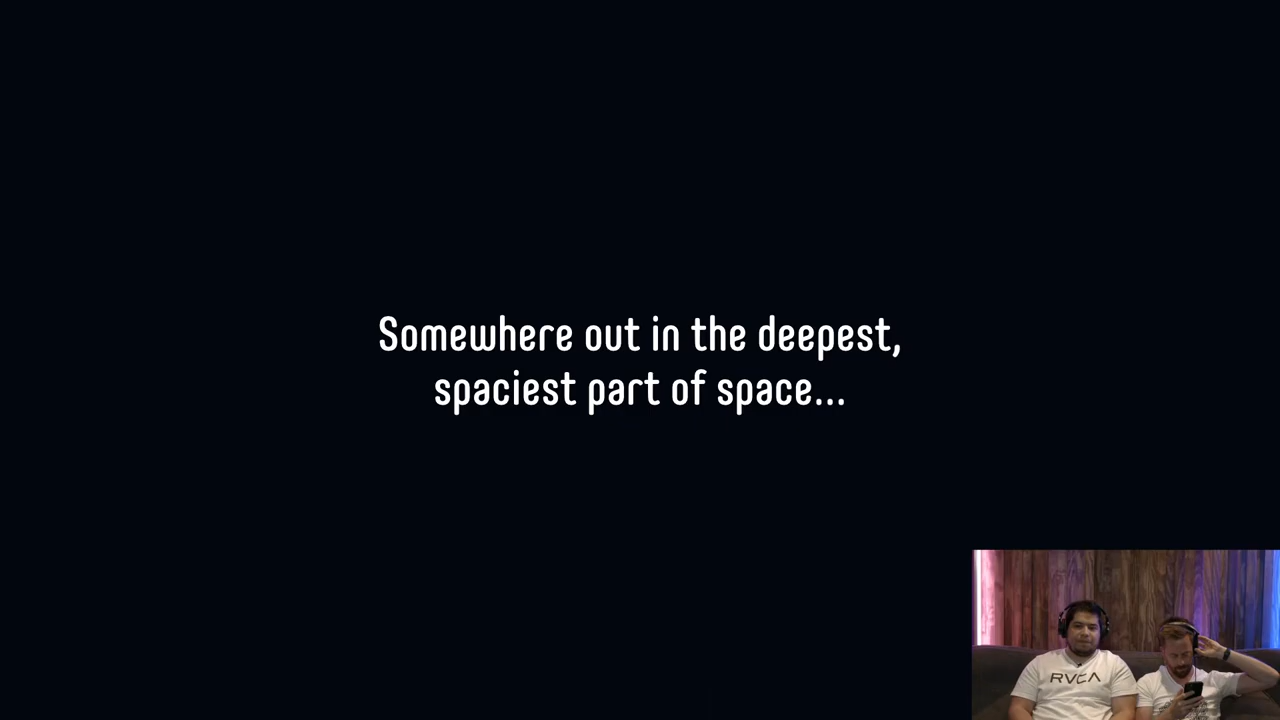 Somewhere out in the deepest,
spaciest part of space...
RVCA